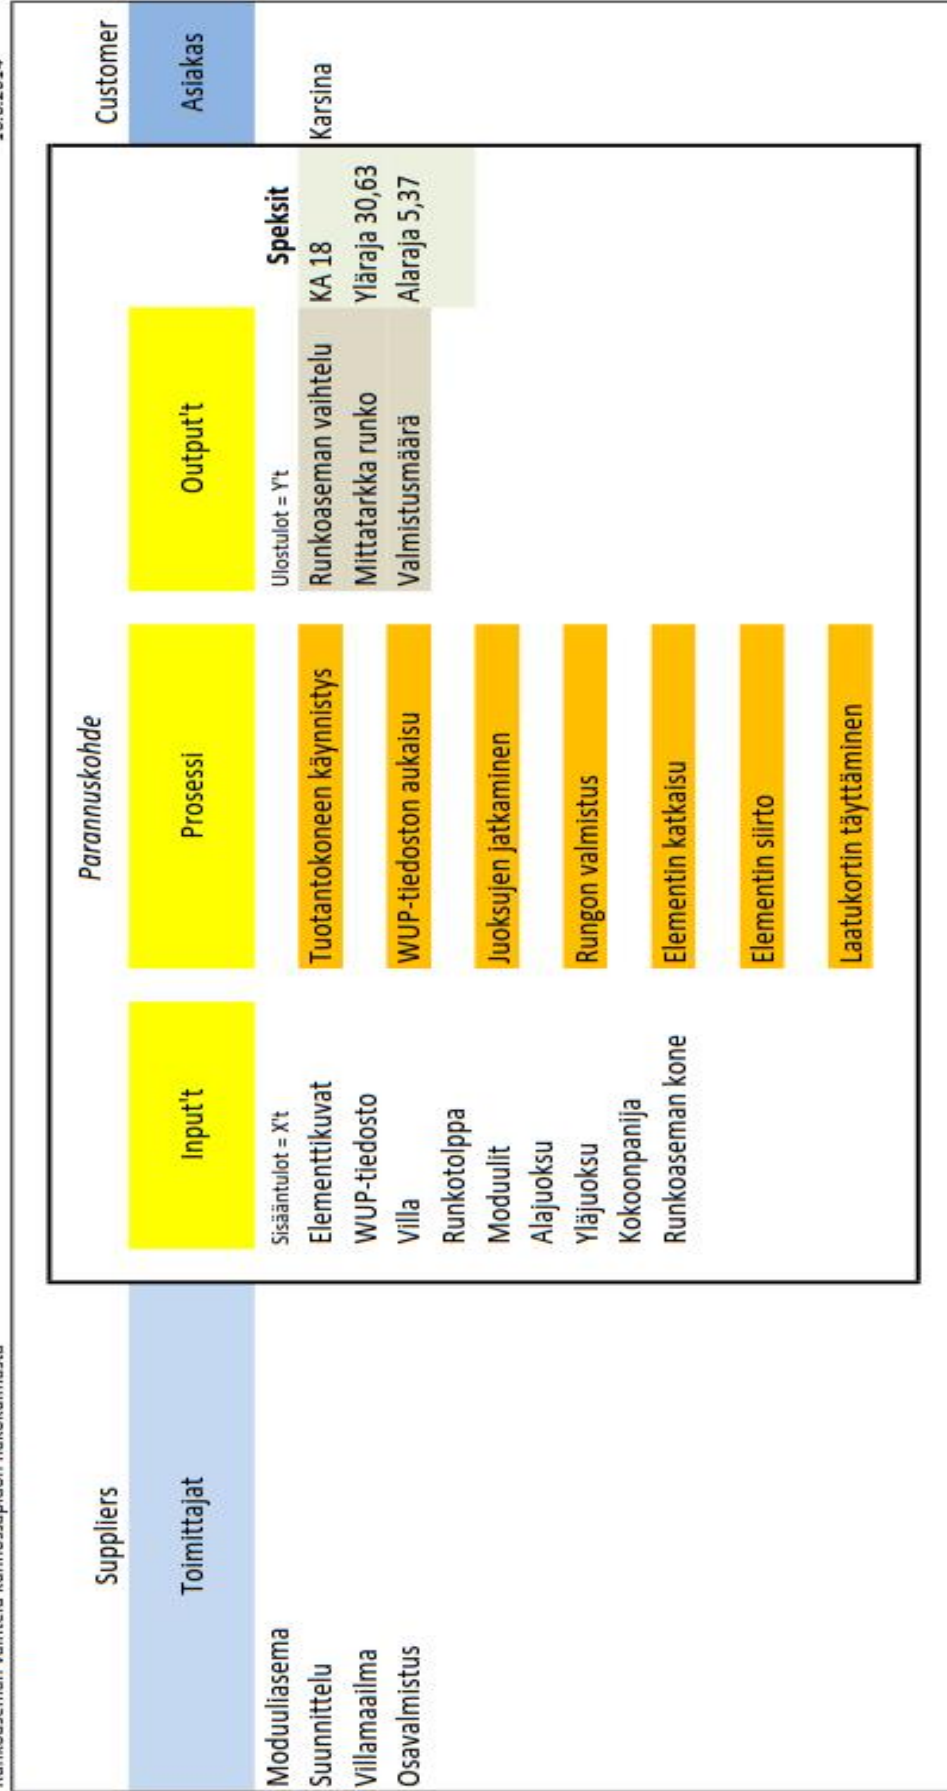 Suppliers
Toimittajat
Moduuliasema
Suunnittelu
Villamaailma
Osavalmistus
Parannuskohde
Input't
Sisääntulot = X't
Elementtikuvat
WUP-tiedosto
Villa
Runkotolppa
Moduulit
Alajuoksu
Yläjuoksu
Kokoonpanija
Runkoaseman kone
Prosessi
Tuotantokoneen käynnistys
WUP-tiedoston aukaisu
Juoksujen jatkaminen
Rungon valmistus
Elementin katkaisu
Elementin siirto
Laatukortin täyttäminen
Output't
Ulostulot = Y't
Runkoaseman vaihtelu
Mittatarkka runko
Valmistusmäärä
Speksit
KA 18
Yläraja 30,63
Alaraja 5,37
Customer
Asiakas
Karsina